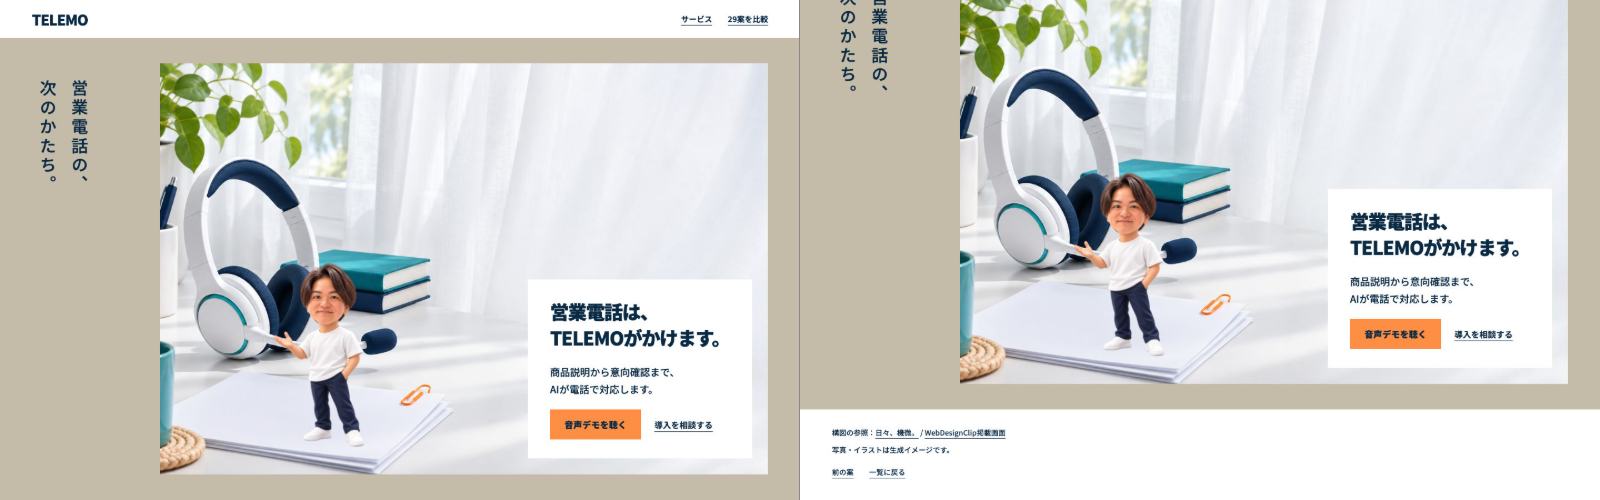 TELEMO
サービス
29案を比較
営業電話の、
次のかたち。
営業電話は、
TELEMOがかけます。
商品説明から意向確認まで、
AIが電話で対応します。
音声デモを聴く
導入を相談する
営業電話の、
次のかたち。
営業電話は、
TELEMOがかけます。
商品説明から意向確認まで、
AIが電話で対応します。
音声デモを聴く
導入を相談する
構図の参照：日々、機微。 / WebDesignClip掲載画面
写真・イラストは生成イメージです。
前の案
一覧に戻る